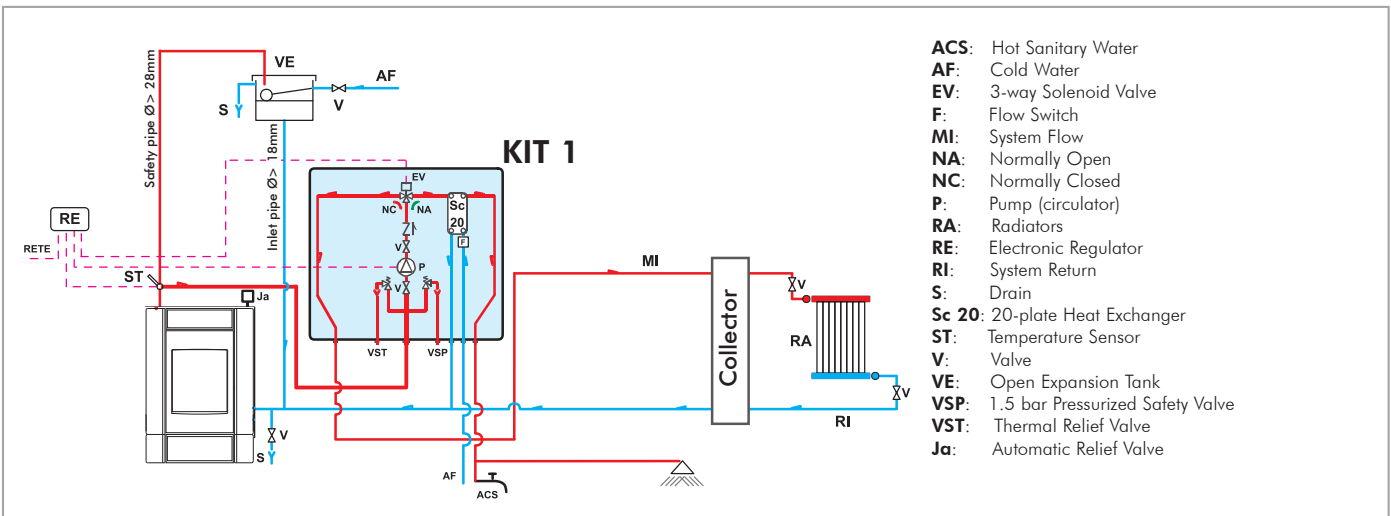 VE
AF
S
V
Safety pipe Ø> 28mm
Inlet pipe Ø> 18mm
KIT 1
EV
NC
NA
Sc
20
F
V
P
V
VST
VSP
RE
RETE
ST
Ja
V
S
AF
ACS
MI
Collector
V
RA
V
RI
ACS: Hot Sanitary Water
AF: Cold Water
EV: 3-way Solenoid Valve
F: Flow Switch
MI: System Flow
NA: Normally Open
NC: Normally Closed
P: Pump (circulator)
RA: Radiators
RE: Electronic Regulator
RI: System Return
S: Drain
Sc 20: 20-plate Heat Exchanger
ST: Temperature Sensor
V: Valve
VE: Open Expansion Tank
VSP: 1.5 bar Pressurized Safety Valve
VST: Thermal Relief Valve
Ja: Automatic Relief Valve